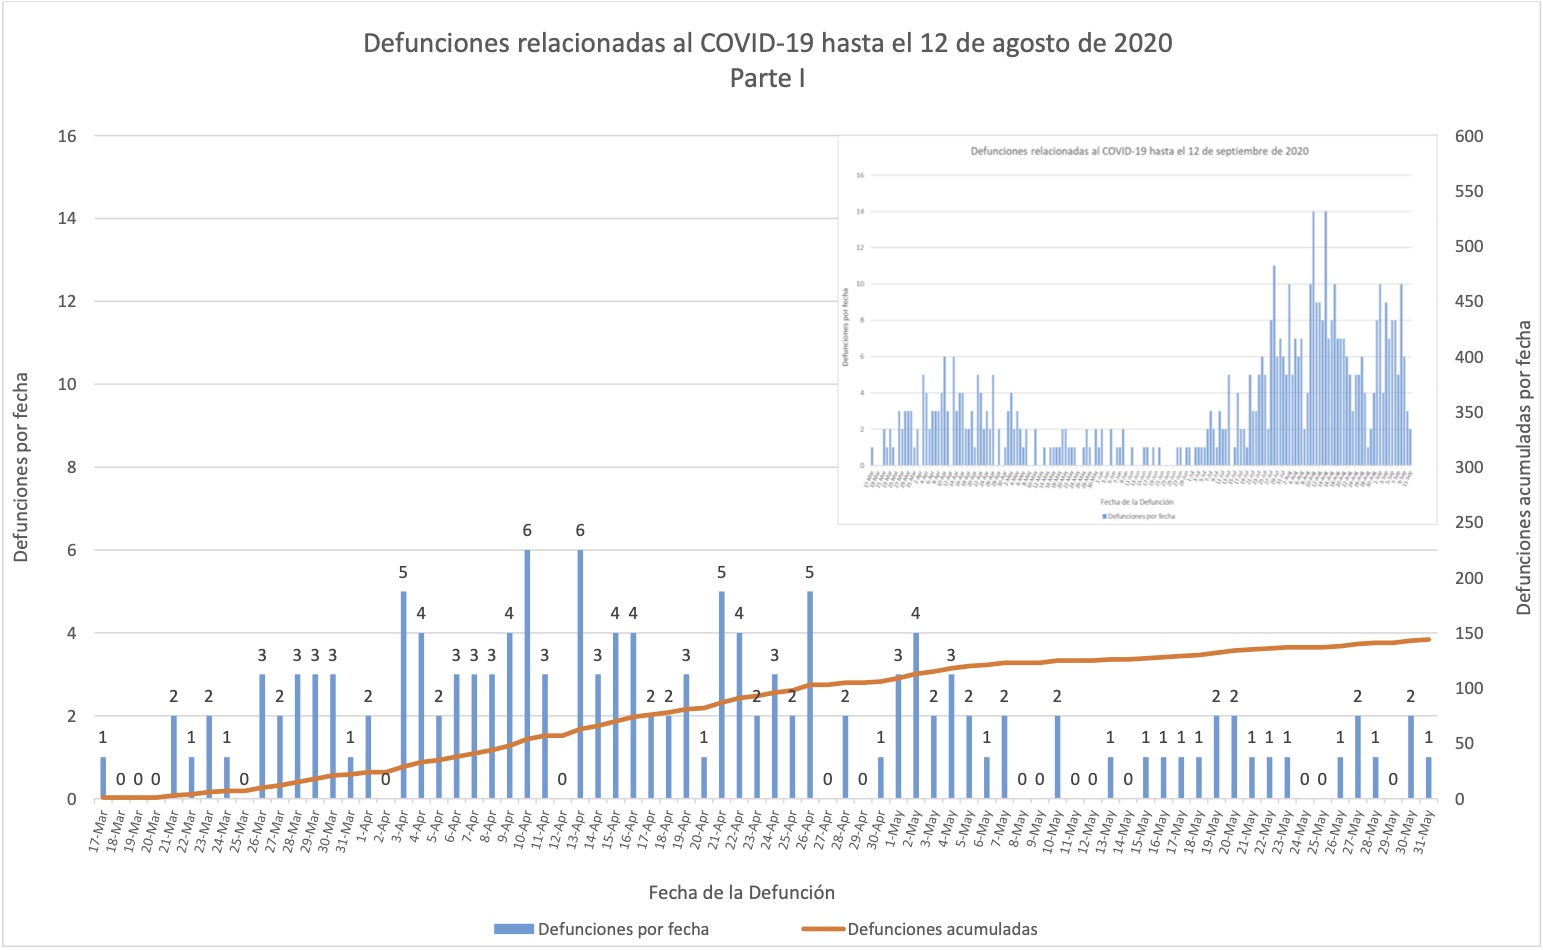 Defunciones relacionadas al COVID-19 hasta el 12 de agosto de 2020
Parte I
16
14
12
10
8
6
4
2
0
Defunciones por fecha
600
550
500
450
400
350
300
250
200
150
100
50
0
Defunciones acumuladas por fecha
Defunciones relacionadas al COVID-19 hasta el 12 de septiembre de 2020
16
14
12
10
8
6
4
2
0
Defunciones por fecha
Fecha de la Defunción
Defunciones por fecha
1 0 0 0 2 1 2 1 0 3 2 3 3 3 1 2 0 5 4 2 3 3 3 4 6 3 0 6 3 4 4 2 2 3 1 5 4 2 3 2 5 0 2 0 1 3 4 2 3 2 1 2 0 0 2 0 0 1 0 1 1 1 1 2 2 1 1 1 0 0 1 2 1 0 2 1
17-Mar 18-Mar 19-Mar 20-Mar 21-Mar 22-Mar 23-Mar 24-Mar 25-Mar 26-Mar 27-Mar 28-Mar 29-Mar 30-Mar 31-Mar 1-Apr 2-Apr 3-Apr 4-Apr 5-Apr 6-Apr 7-Apr 8-Apr 9-Apr 10-Apr 11-Apr 12-Apr 13-Apr 14-Apr 15-Apr 16-Apr 17-Apr 18-Apr 19-Apr 20-Apr 21-Apr 22-Apr 23-Apr 24-Apr 25-Apr 26-Apr 27-Apr 28-Apr 29-Apr 30-Apr 1-May 2-May 3-May 4-May 5-May 6-May 7-May 8-May 9-May 10-May 11-May 12-May 13-May 14-May 15-May 16-May 17-May 18-May 19-May 20-May 21-May 22-May 23-May 24-May 25-May 26-May 27-May 28-May 29-May 30-May 31-May
Fecha de la Defunción
Defunciones por fecha
Defunciones acumuladas